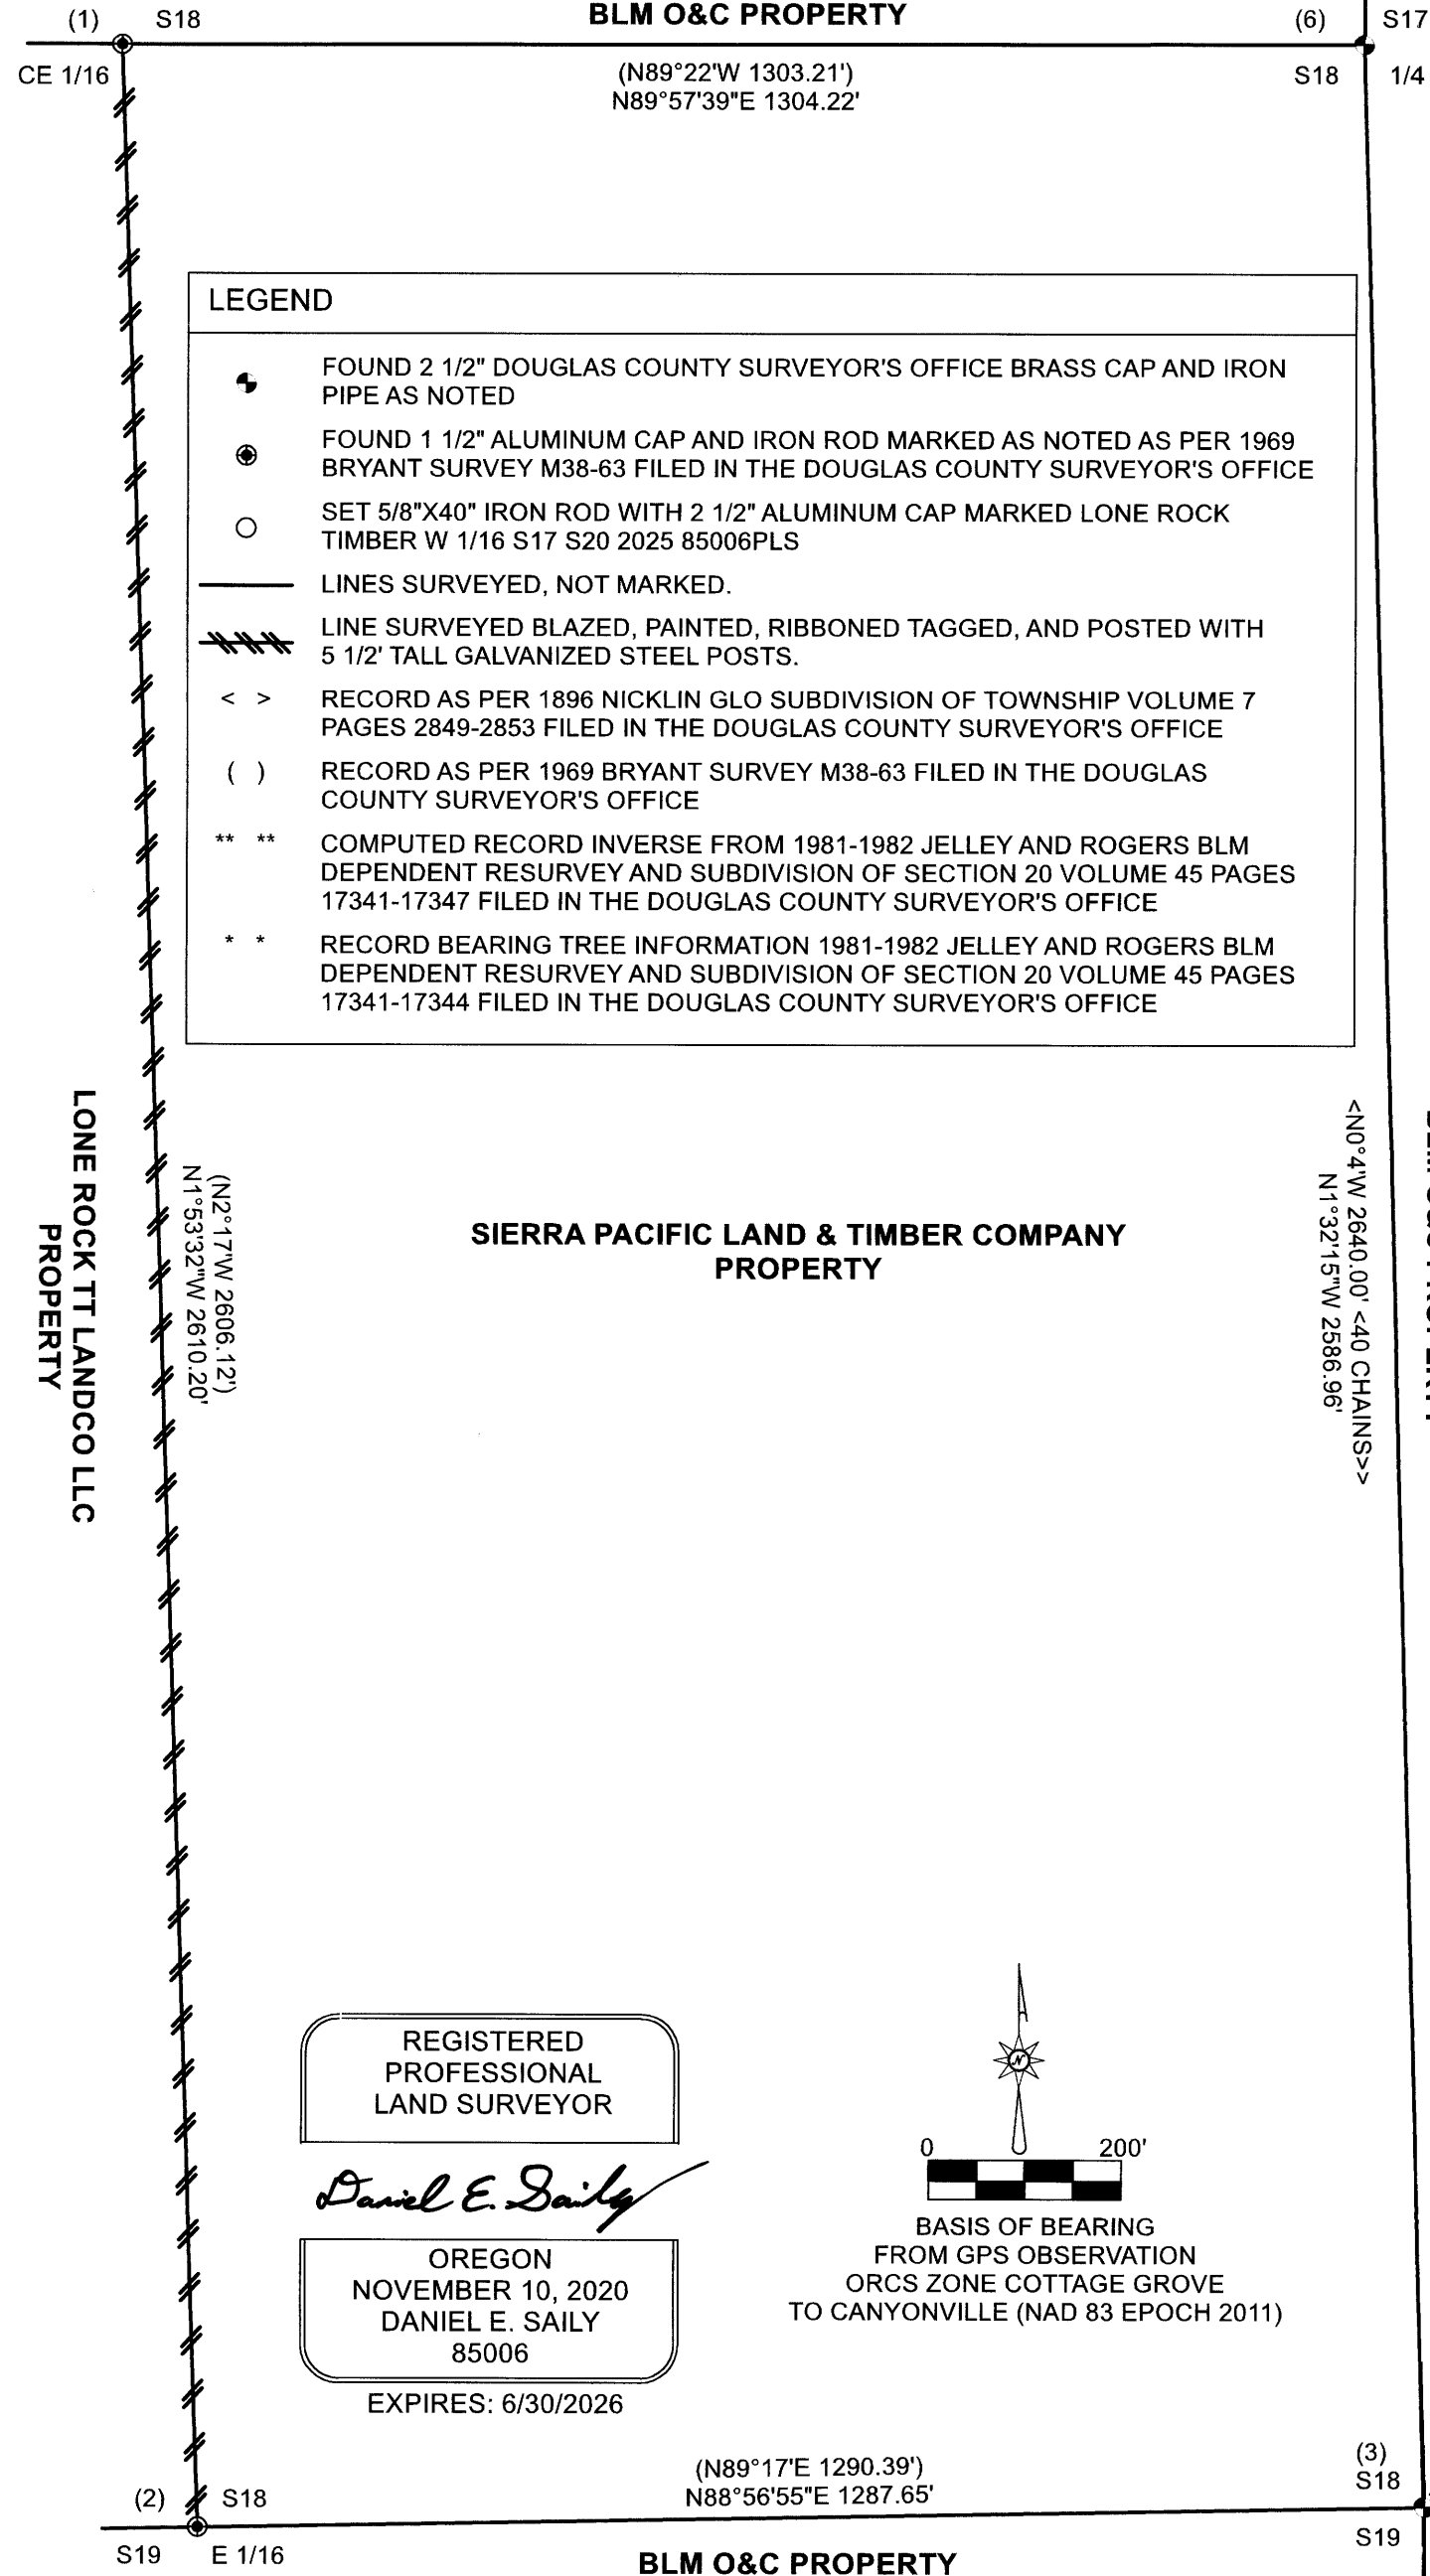 (1) S18 BLM O&C PROPERTY (6) S17
CE 1/16 (N89°22'W 1303.21') S18 1/4
N89°57'39"E 1304.22'
LEGEND
FOUND 2 1/2" DOUGLAS COUNTY SURVEYOR'S OFFICE BRASS CAP AND IRON
PIPE AS NOTED
FOUND 1 1/2" ALUMINUM CAP AND IRON ROD MARKED AS NOTED AS PER 1969
BRYANT SURVEY M38-63 FILED IN THE DOUGLAS COUNTY SURVEYOR'S OFFICE
SET 5/8"X40" IRON ROD WITH 2 1/2" ALUMINUM CAP MARKED LONE ROCK
TIMBER W 1/16 S17 S20 2025 85006PLS
LINES SURVEYED, NOT MARKED.
LINE SURVEYED BLAZED, PAINTED, RIBBONED TAGGED, AND POSTED WITH
5 1/2' TALL GALVANIZED STEEL POSTS.
< > RECORD AS PER 1896 NICKLIN GLO SUBDIVISION OF TOWNSHIP VOLUME 7
PAGES 2849-2853 FILED IN THE DOUGLAS COUNTY SURVEYOR'S OFFICE
( ) RECORD AS PER 1969 BRYANT SURVEY M38-63 FILED IN THE DOUGLAS
COUNTY SURVEYOR'S OFFICE
** ** COMPUTED RECORD INVERSE FROM 1981-1982 JELLEY AND ROGERS BLM
DEPENDENT RESURVEY AND SUBDIVISION OF SECTION 20 VOLUME 45 PAGES
17341-17347 FILED IN THE DOUGLAS COUNTY SURVEYOR'S OFFICE
* * RECORD BEARING TREE INFORMATION 1981-1982 JELLEY AND ROGERS BLM
DEPENDENT RESURVEY AND SUBDIVISION OF SECTION 20 VOLUME 45 PAGES
17341-17344 FILED IN THE DOUGLAS COUNTY SURVEYOR'S OFFICE
LONE ROCK TT LANDCO LLC
PROPERTY
(N2°17'W 2606.12')
N1°53'32"W 2610.20'
SIERRA PACIFIC LAND & TIMBER COMPANY
PROPERTY
<N0°4'W 2640.00' <40 CHAINS>>
N1°32'15"W 2586.96'
REGISTERED
PROFESSIONAL
LAND SURVEYOR
Daniel E. Saily
OREGON
NOVEMBER 10, 2020
DANIEL E. SAILY
85006
EXPIRES: 6/30/2026
N
0 200'
BASIS OF BEARING
FROM GPS OBSERVATION
ORCS ZONE COTTAGE GROVE
TO CANYONVILLE (NAD 83 EPOCH 2011)
(N89°17'E 1290.39')
N88°56'55"E 1287.65'
(3)
S18
(2) S18
S19 E 1/16
S19
BLM O&C PROPERTY